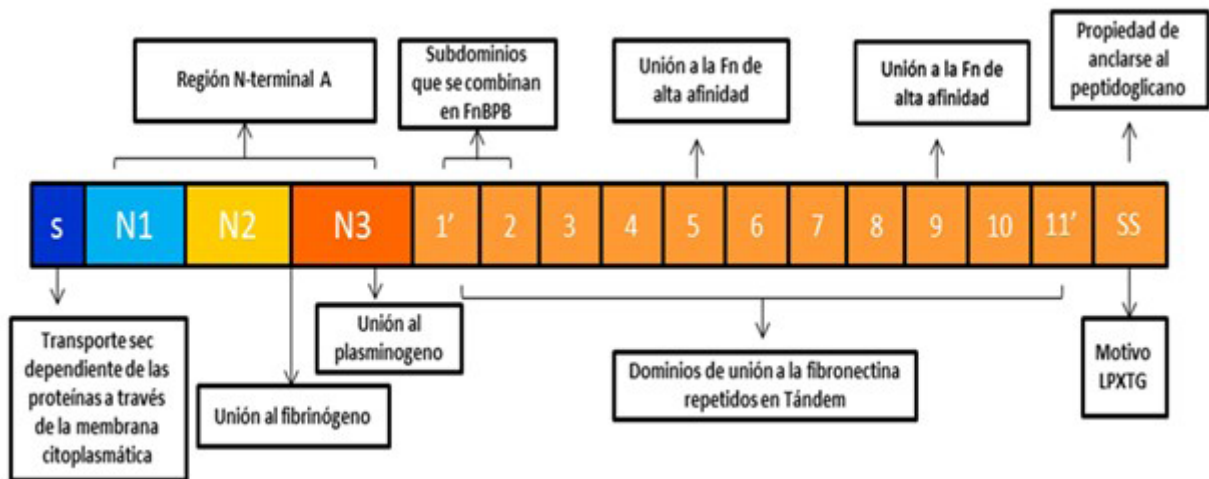 Región N-terminal A
Subdominios
que se combinan
en FnBPB
Unión a la Fn de
alta afinidad
Unión a la Fn de
alta afinidad
Propiedad de
anclarse al
peptidoglicano
s N1 N2 N3 1' 2 3 4 5 6 7 8 9 10 11' SS
Transporte sec
dependiente de las
proteínas a través
de la membrana
citoplasmática
Unión al fibrinógeno
Unión al
plasminogeno
Dominios de unión a la fibronectina
repetidos en Tándem
Motivo
LPXTG